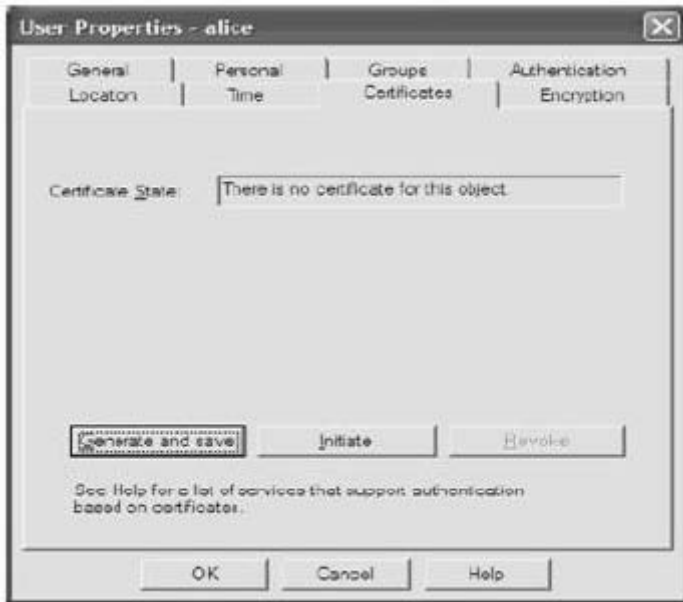 User Properties - alice
General Personal Groups Authentication
Locaton Time Certificates Encryption
Certificate State: There is no certificate for this object
Generate and save Initiate Revoke
See Help for a list of services that support authentication
based on certificates.
OK Cancel Help